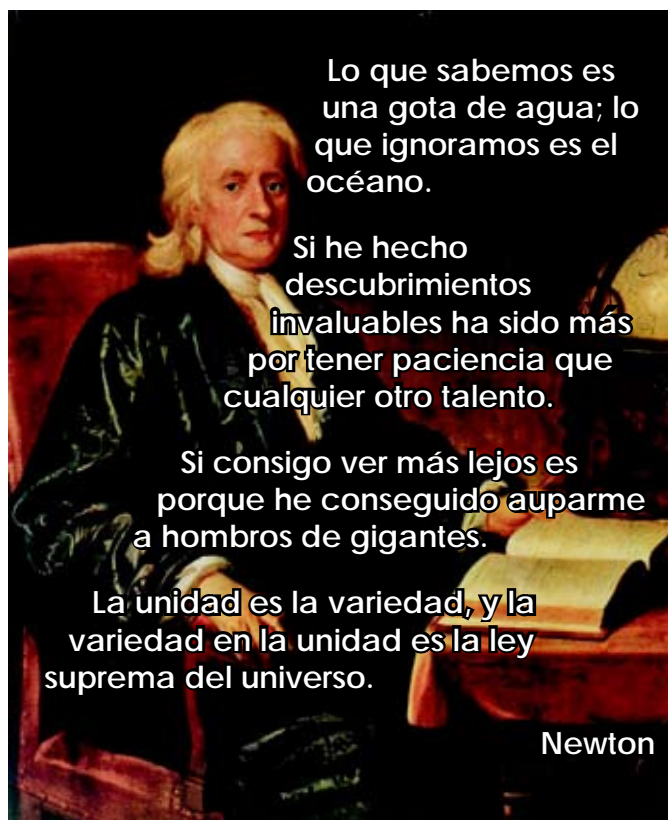 Lo que sabemos es
una gota de agua; lo
que ignoramos es el
océano.
Si he hecho
descubrimientos
invaluables ha sido más
por tener paciencia que
cualquier otro talento.
Si consigo ver más lejos es
porque he conseguido auparme
a hombros de gigantes.
La unidad es la variedad, y la
variedad en la unidad es la ley
suprema del universo.
Newton